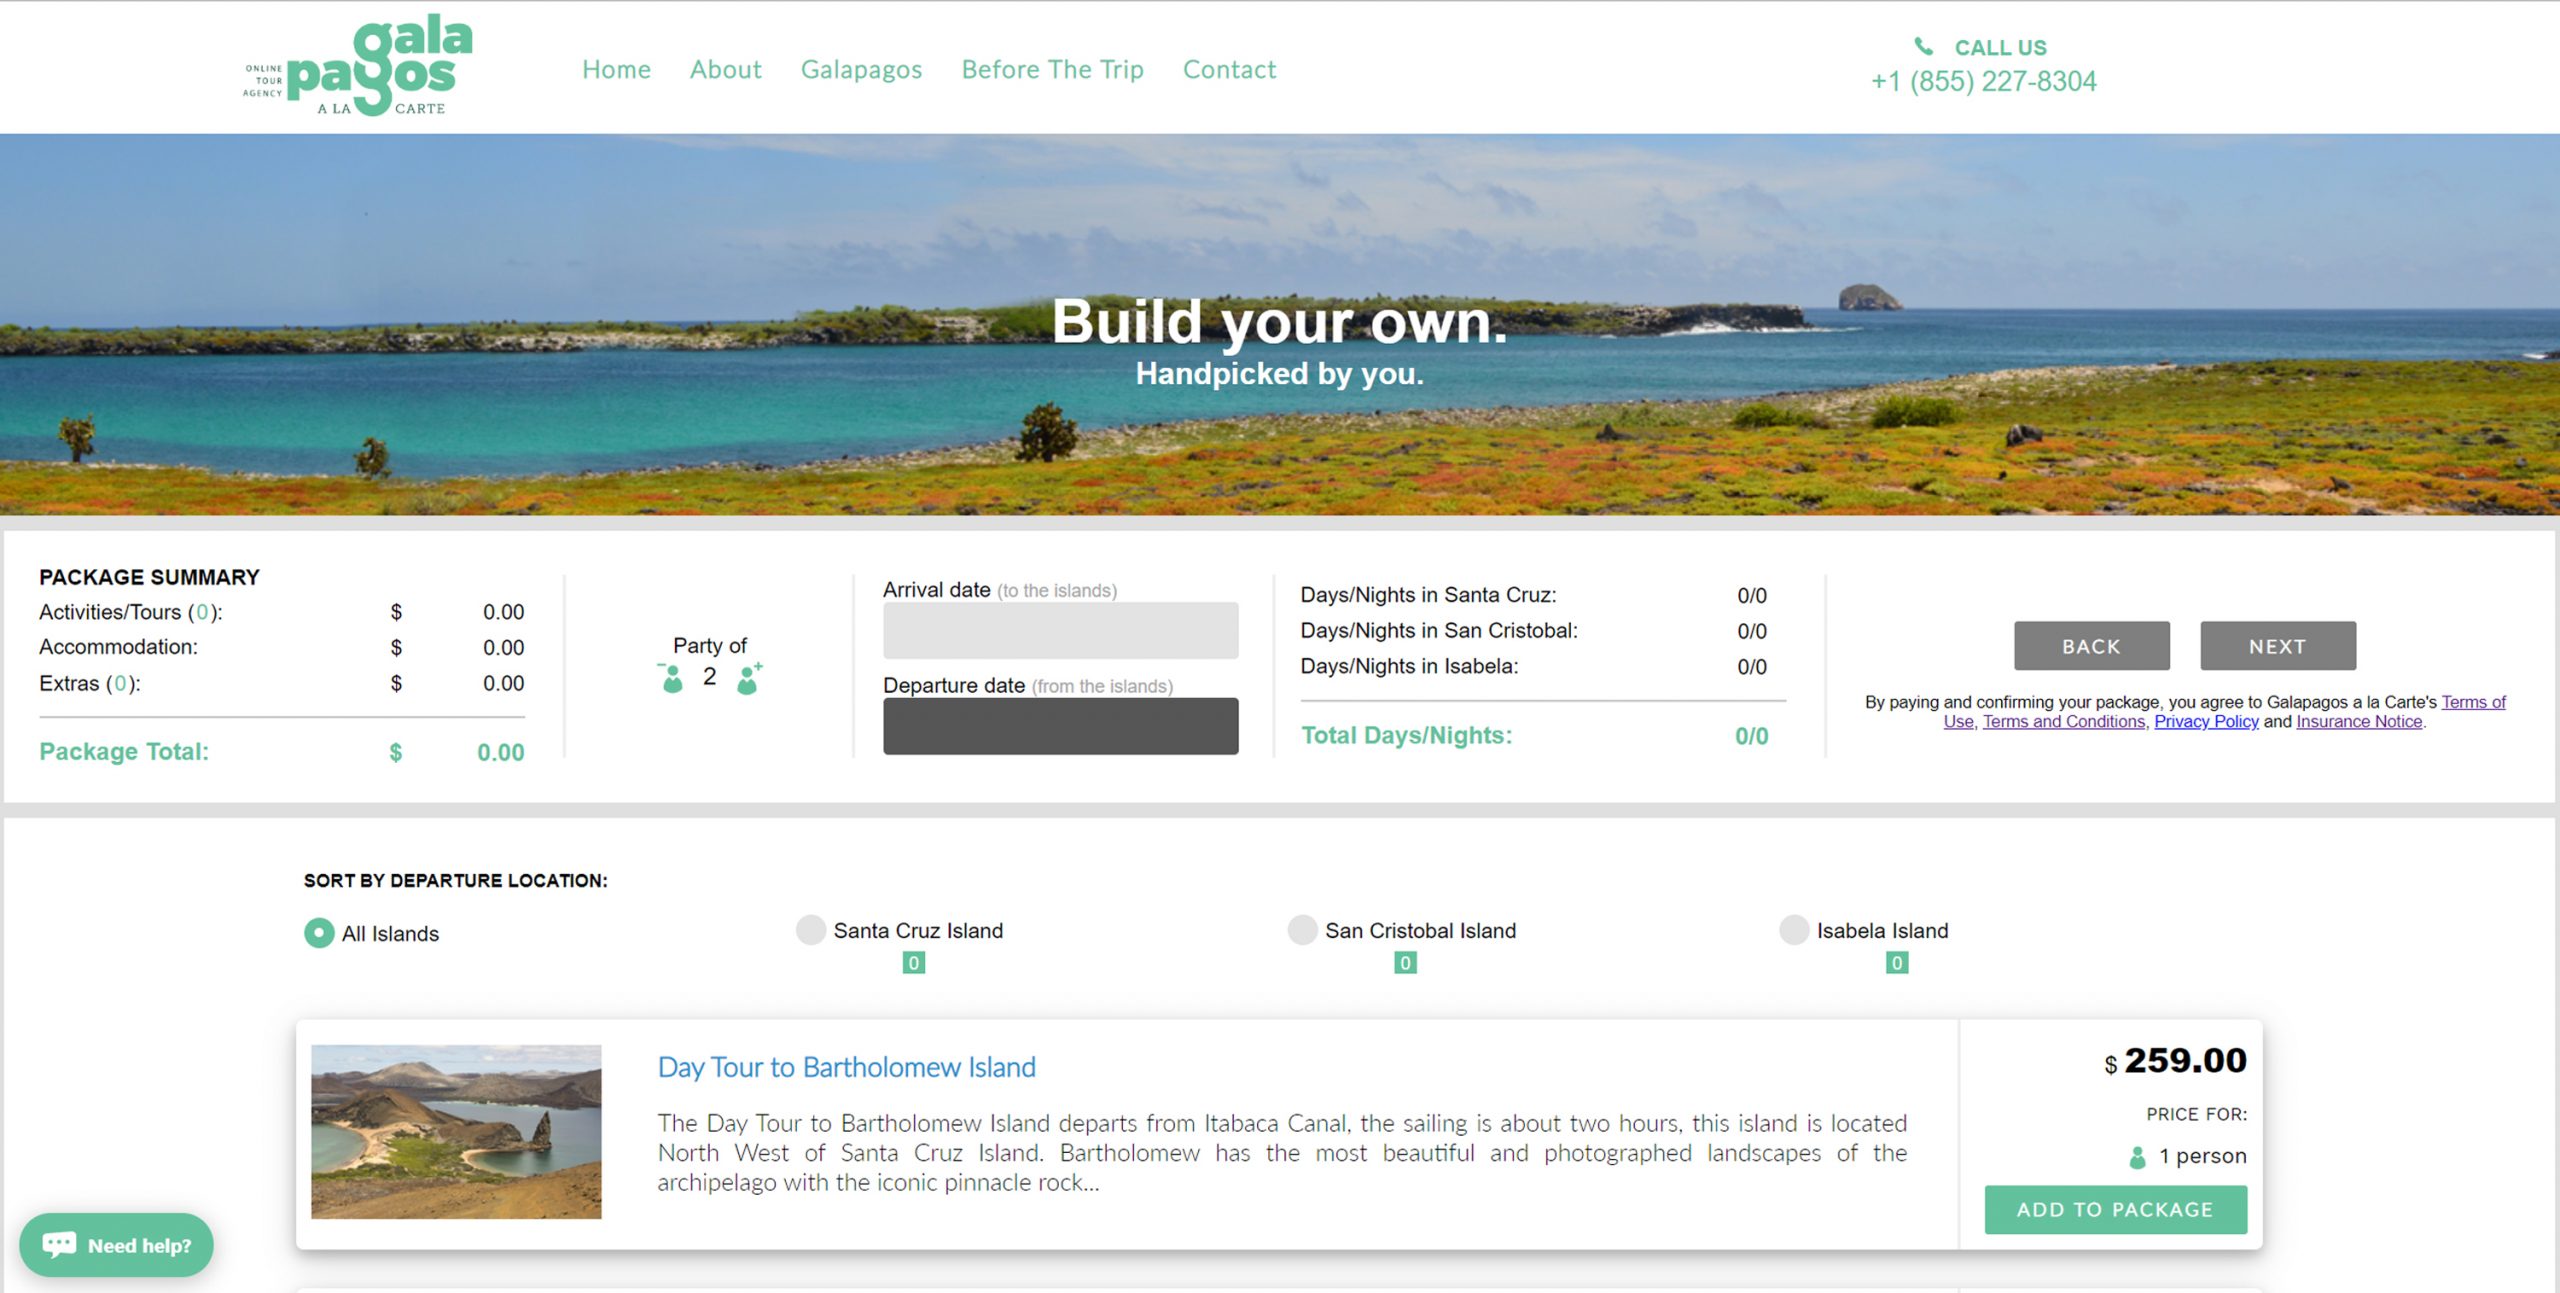 ONLINE
TOUR
AGENCY
gala
pagos
A LA CARTE
Home About Galapagos Before The Trip Contact
CALL US
+1 (855) 227-8304
Build your own.
Handpicked by you.
PACKAGE SUMMARY
Activities/Tours (0): $ 0.00
Accommodation: $ 0.00
Extras (0): $ 0.00
Package Total: $ 0.00
Party of
2
Arrival date (to the islands)
Departure date (from the islands)
Days/Nights in Santa Cruz: 0/0
Days/Nights in San Cristobal: 0/0
Days/Nights in Isabela: 0/0
Total Days/Nights: 0/0
BACK NEXT
By paying and confirming your package, you agree to Galapagos a la Carte's Terms of
Use, Terms and Conditions, Privacy Policy and Insurance Notice.
SORT BY DEPARTURE LOCATION:
All Islands Santa Cruz Island San Cristobal Island Isabela Island
0 0 0
Day Tour to Bartholomew Island
The Day Tour to Bartholomew Island departs from Itabaca Canal, the sailing is about two hours, this island is located
North West of Santa Cruz Island. Bartholomew has the most beautiful and photographed landscapes of the
archipelago with the iconic pinnacle rock...
$ 259.00
PRICE FOR:
1 person
ADD TO PACKAGE
Need help?